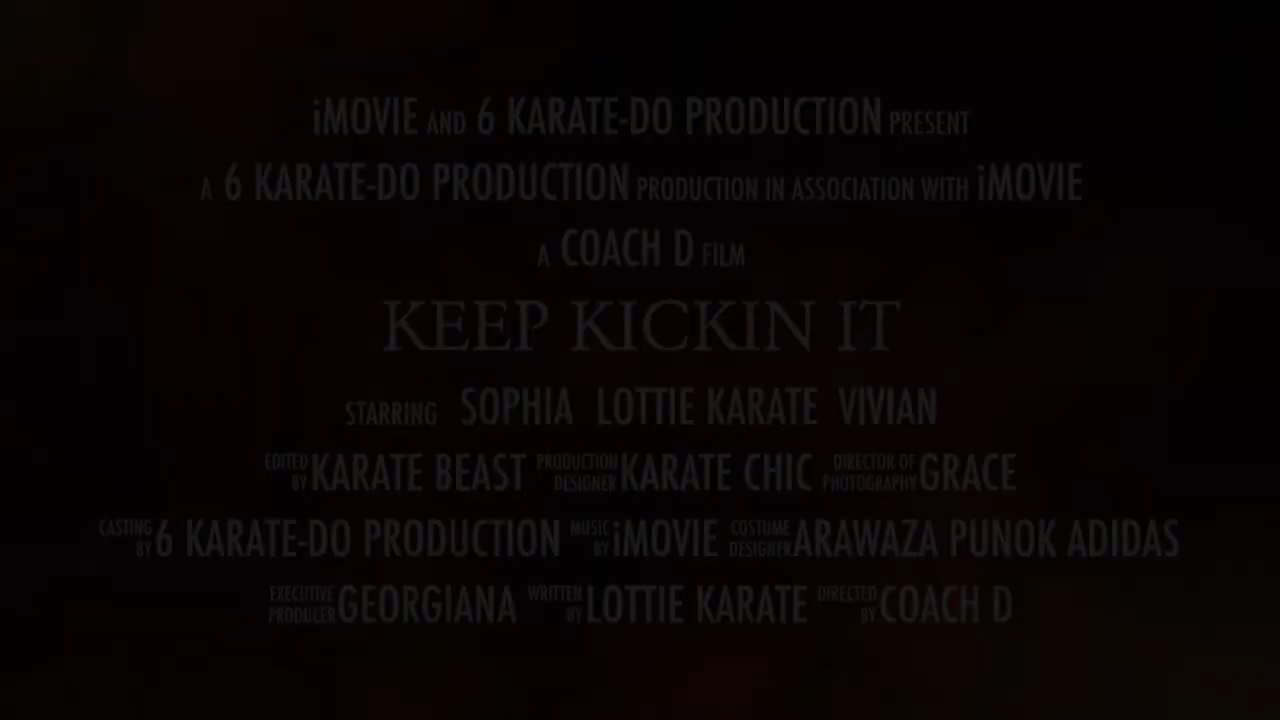 iMOVIE AND 6 KARATE-DO PRODUCTION PRESENT
A 6 KARATE-DO PRODUCTION PRODUCTION IN ASSOCIATION WITH iMOVIE
A COACH D FILM
KEEP KICKIN IT
STARRING SOPHIA LOTTIE KARATE VIVIAN
EDITED BY KARATE BEAST PRODUCTION DESIGNER KARATE CHIC DIRECTOR OF PHOTOGRAPHY GRACE
CASTING BY 6 KARATE-DO PRODUCTION MUSIC BY iMOVIE COSTUME DESIGNER ARAWAZA PUNOK ADIDAS
EXECUTIVE PRODUCER GEORGIANA WRITTEN BY LOTTIE KARATE DIRECTED BY COACH D